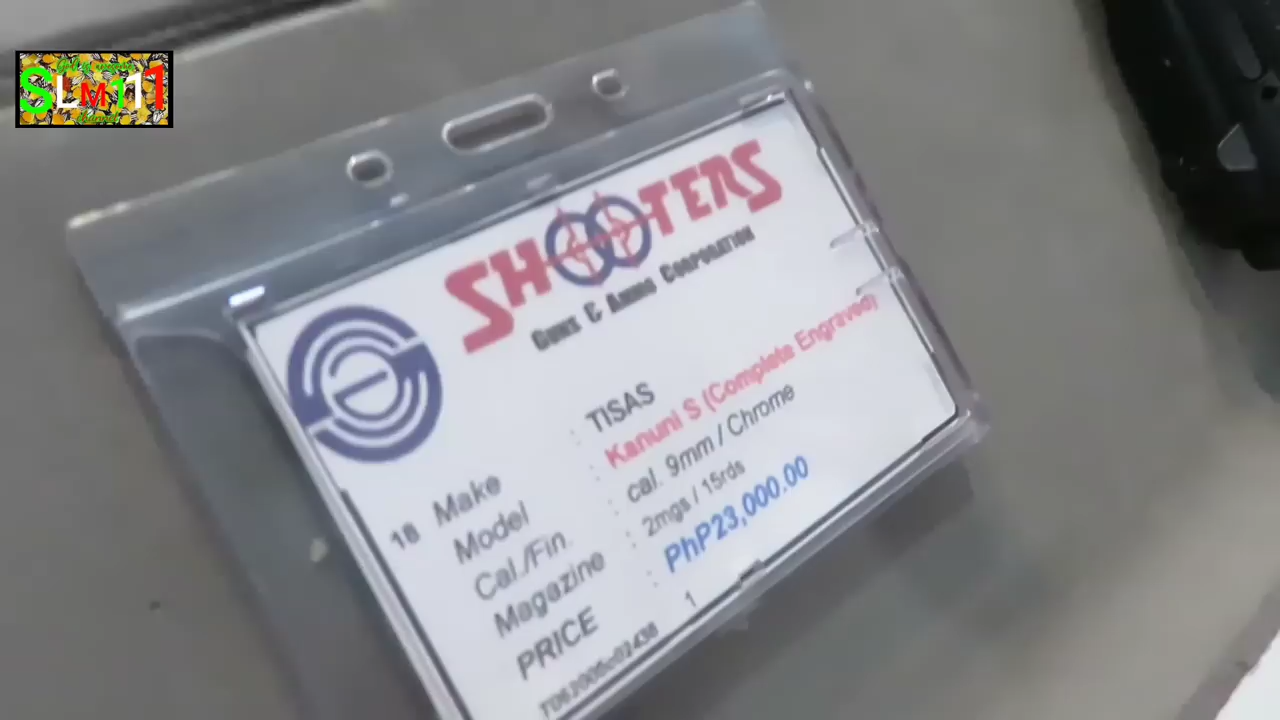 SLM111
SHOOTERS
GUNS & AMMO CORPORATION
18 Make : TISAS
Model : Kanuni S (Complete Engraved)
Cal./Fin. : cal. 9mm / Chrome
Magazine : 2mgs / 15rds
PRICE : PhP23,000.00
1